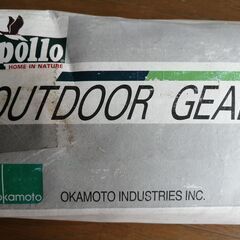 pollo
HOME IN NATURE
OUTDOOR GEA
okamoto
OKAMOTO INDUSTRIES INC.